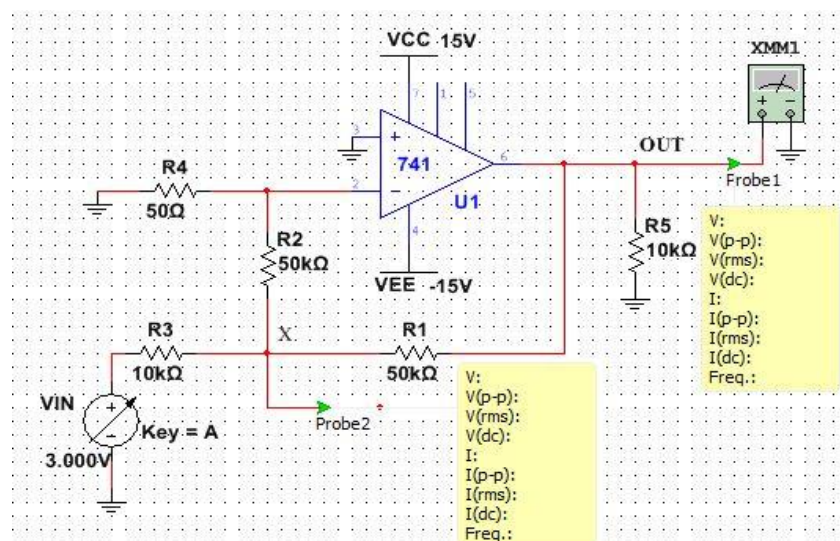 VCC 15V
XMM1
7 1 5
3
741
OUT
6
Probe1
R4
50Ω
2
U1
4
R2
50kΩ
R5
10kΩ
VEE -15V
V:
V(p-p):
V(rms):
V(dc):
I:
I(p-p):
I(rms):
I(dc):
Freq.:
R3
10kΩ
X
R1
50kΩ
VIN
Key = A
3.000V
Probe2
V:
V(p-p):
V(rms):
V(dc):
I:
I(p-p):
I(rms):
I(dc):
Freq.: